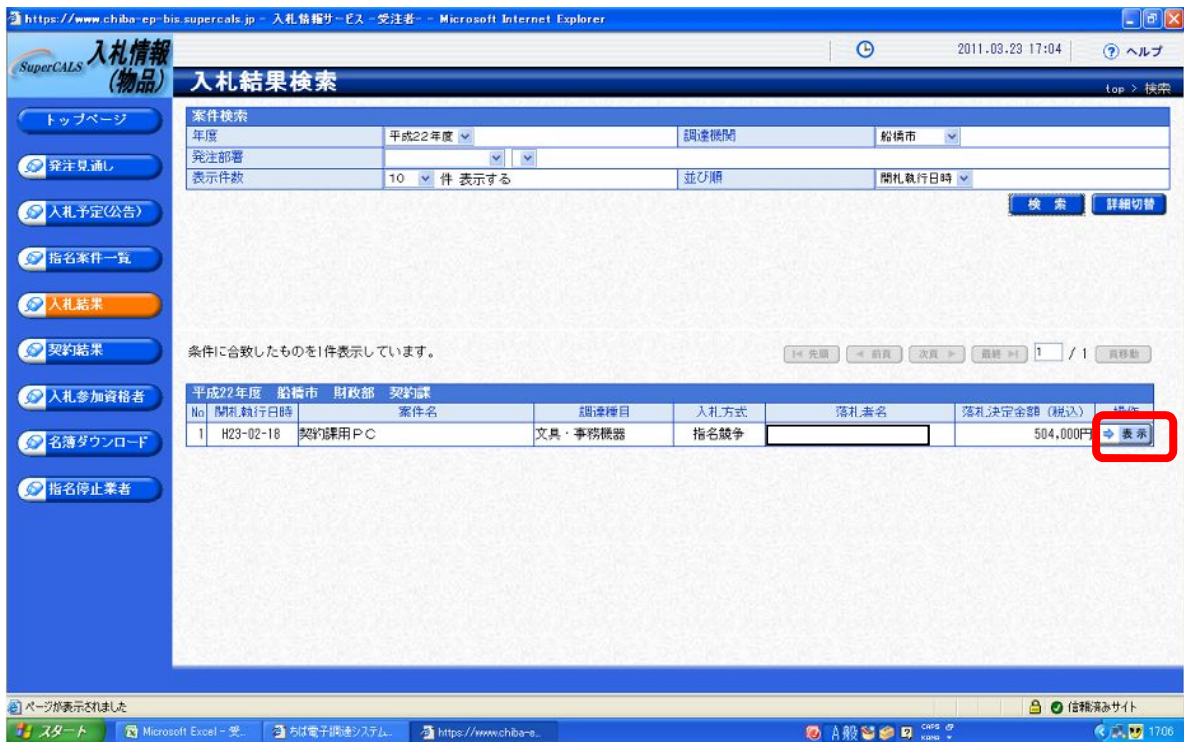 https://www.chiba-ep-bis.supercals.jp - 入札情報サービス -受注者- - Microsoft Internet Explorer
SuperCALS 入札情報
(物品)
2011.03.23 17:04 ? ヘルプ
入札結果検索
top > 検索
トップページ
発注見通し
入札予定(公告)
指名案件一覧
入札結果
契約結果
入札参加資格者
名簿ダウンロード
指名停止業者
案件検索
年度 平成22年度 調達機関 船橋市
発注部署
表示件数 10 件 表示する 並び順 開札執行日時
検 索 詳細切替
条件に合致したものを1件表示しています。
先頭 前頁 次頁 最終 1 / 1 頁移動
平成22年度 船橋市 財政部 契約課
No 開札執行日時 案件名 調達種目 入札方式 落札者名 落札決定金額(税込) 操作
1 H23-02-18 契約課用PC 文具・事務機器 指名競争 504,000円 表示
ページが表示されました 信頼済みサイト
スタート Microsoft Excel - 受... ちば電子調達システム... https://www.chiba-e... A 般 CAPS KANA 1706